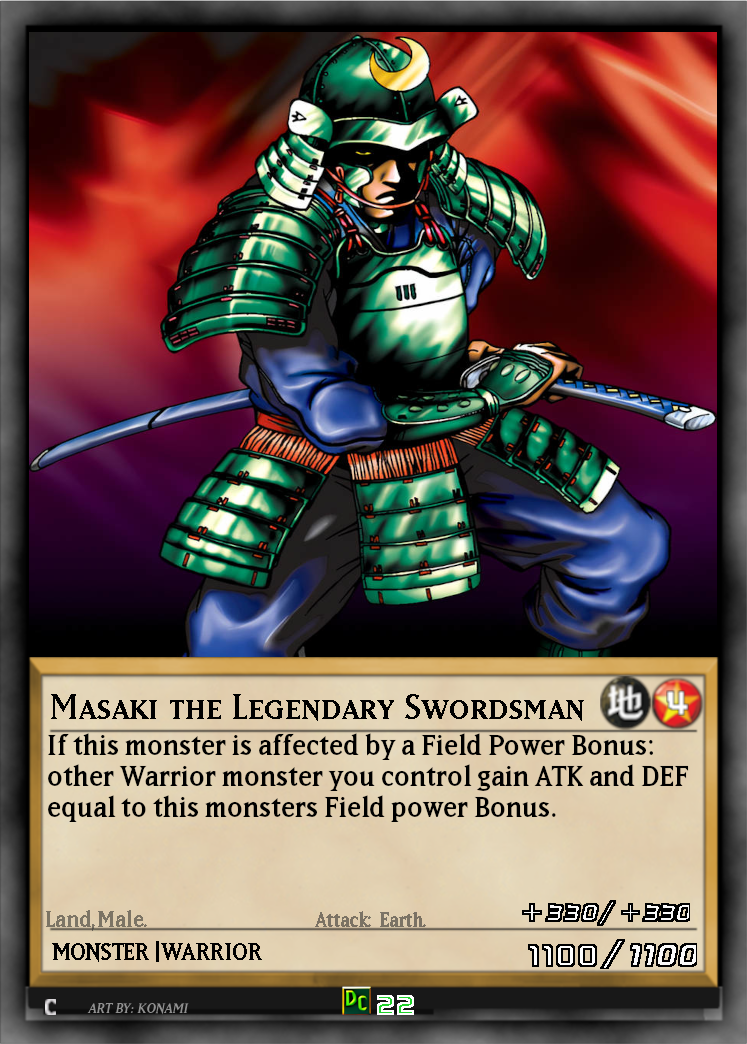 Masaki the Legendary Swordsman
地 4
If this monster is affected by a Field Power Bonus:
other Warrior monster you control gain ATK and DEF
equal to this monsters Field power Bonus.
Land,Male. Attack: Earth. +330/+330
MONSTER |WARRIOR 1100/1100
C ART BY: KONAMI DC 22